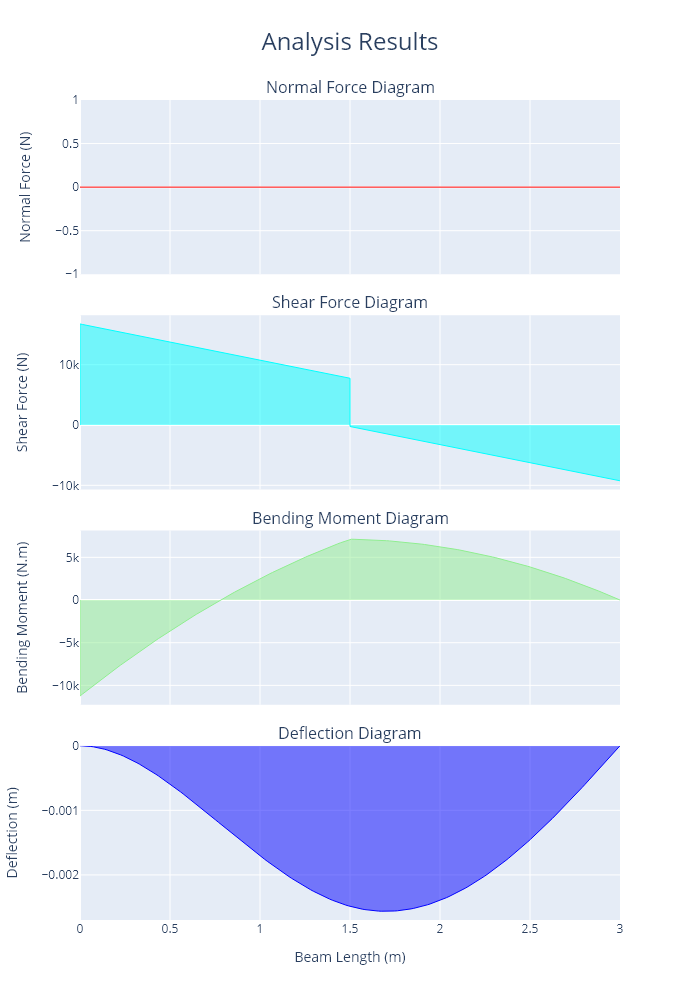 Analysis Results
Normal Force Diagram
Normal Force (N)
1
0.5
0
−0.5
−1
Shear Force Diagram
Shear Force (N)
10k
0
−10k
Bending Moment Diagram
Bending Moment (N.m)
5k
0
−5k
−10k
Deflection Diagram
Deflection (m)
0
−0.001
−0.002
0 0.5 1 1.5 2 2.5 3
Beam Length (m)